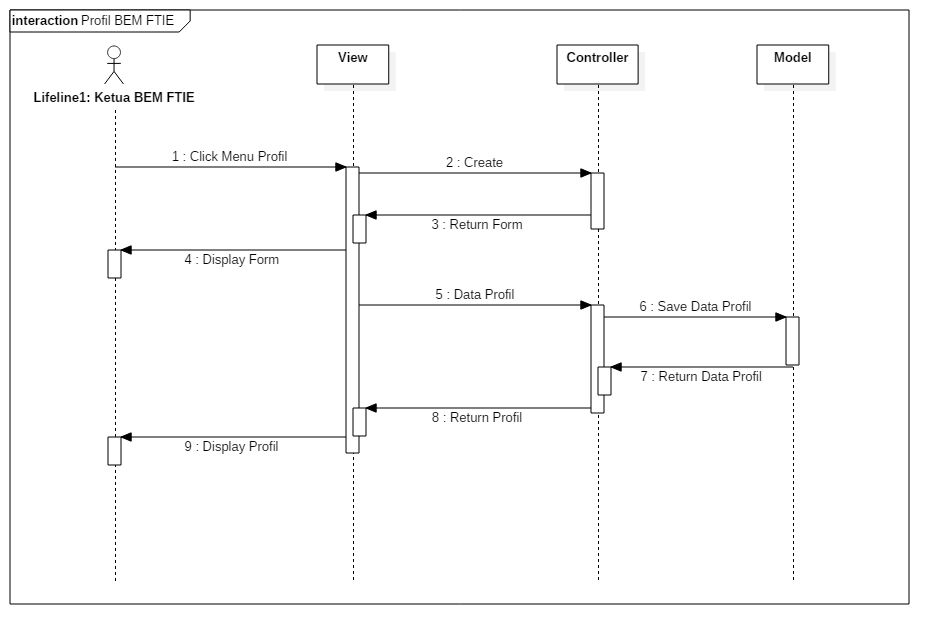 interaction Profil BEM FTIE
View
Controller
Model
Lifeline1: Ketua BEM FTIE
1 : Click Menu Profil
2 : Create
3 : Return Form
4 : Display Form
5 : Data Profil
6 : Save Data Profil
7 : Return Data Profil
8 : Return Profil
9 : Display Profil